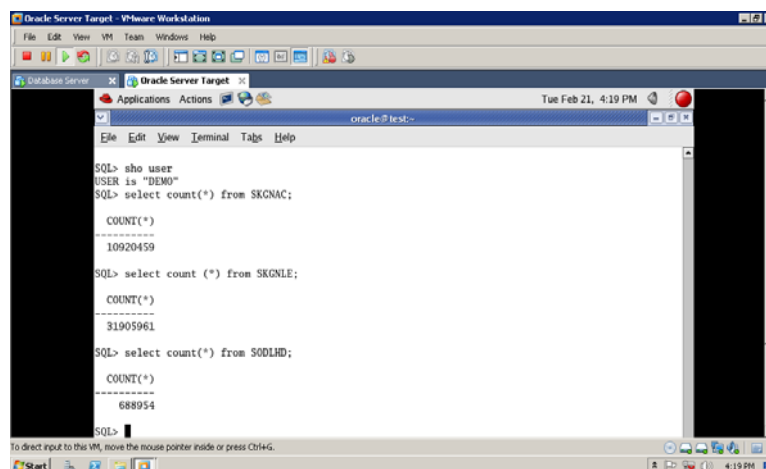 Oracle Server Target - VMware Workstation
File Edit View VM Team Windows Help
Database Server Oracle Server Target
Applications Actions Tue Feb 21, 4:19 PM
oracle@test:~
File Edit View Terminal Tabs Help
SQL> sho user
USER is "DEMO"
SQL> select count(*) from SKGNAC;
COUNT(*)
----------
10920459
SQL> select count (*) from SKGNLE;
COUNT(*)
----------
31905961
SQL> select count(*) from SODLHD;
COUNT(*)
----------
688954
SQL>
To direct input to this VM, move the mouse pointer inside or press Ctrl+G.
Start 4:19 PM